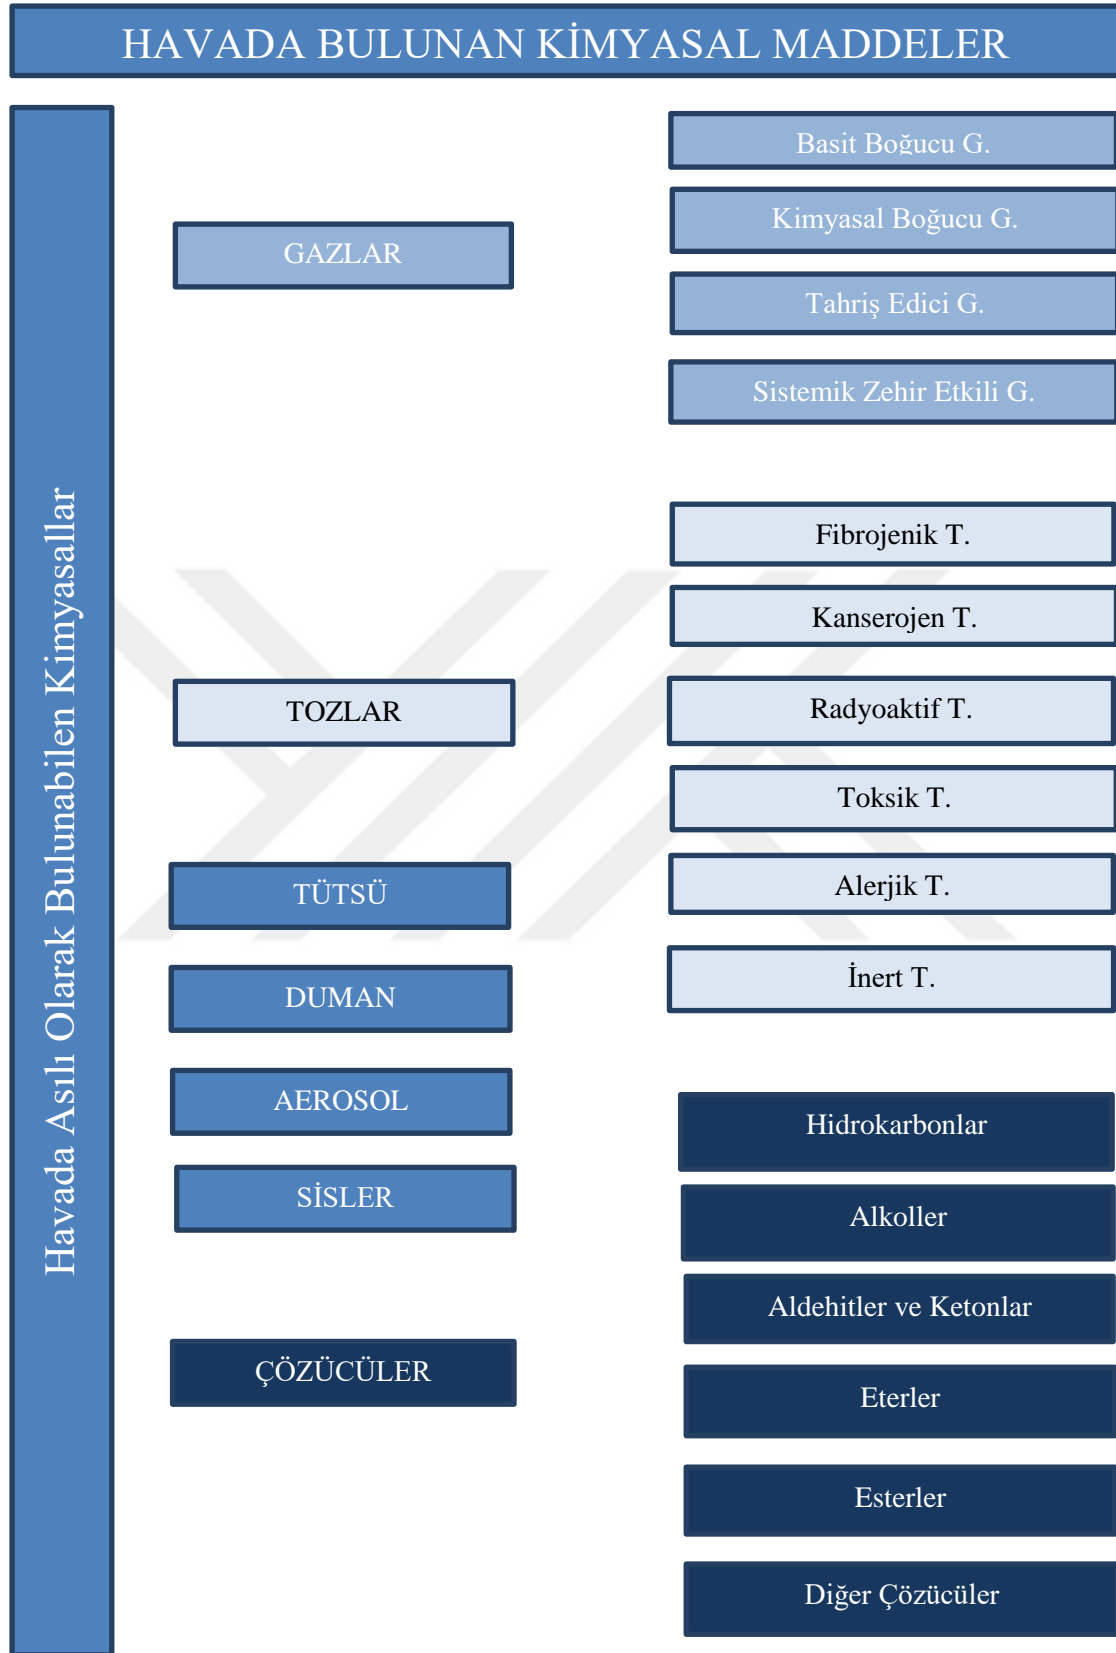 HAVADA BULUNAN KİMYASAL MADDELER
Havada Asılı Olarak Bulunabilen Kimyasallar
GAZLAR
Basit Boğucu G.
Kimyasal Boğucu G.
Tahriş Edici G.
Sistemik Zehir Etkili G.
TOZLAR
Fibrojenik T.
Kanserojen T.
Radyoaktif T.
Toksik T.
Alerjik T.
İnert T.
TÜTSÜ
DUMAN
AEROSOL
SİSLER
ÇÖZÜCÜLER
Hidrokarbonlar
Alkoller
Aldehitler ve Ketonlar
Eterler
Esterler
Diğer Çözücüler